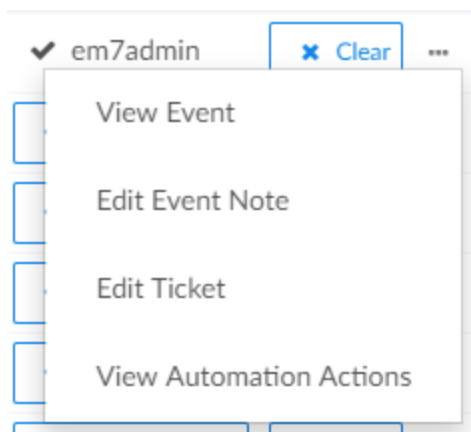 em7admin Clear
View Event
Edit Event Note
Edit Ticket
View Automation Actions